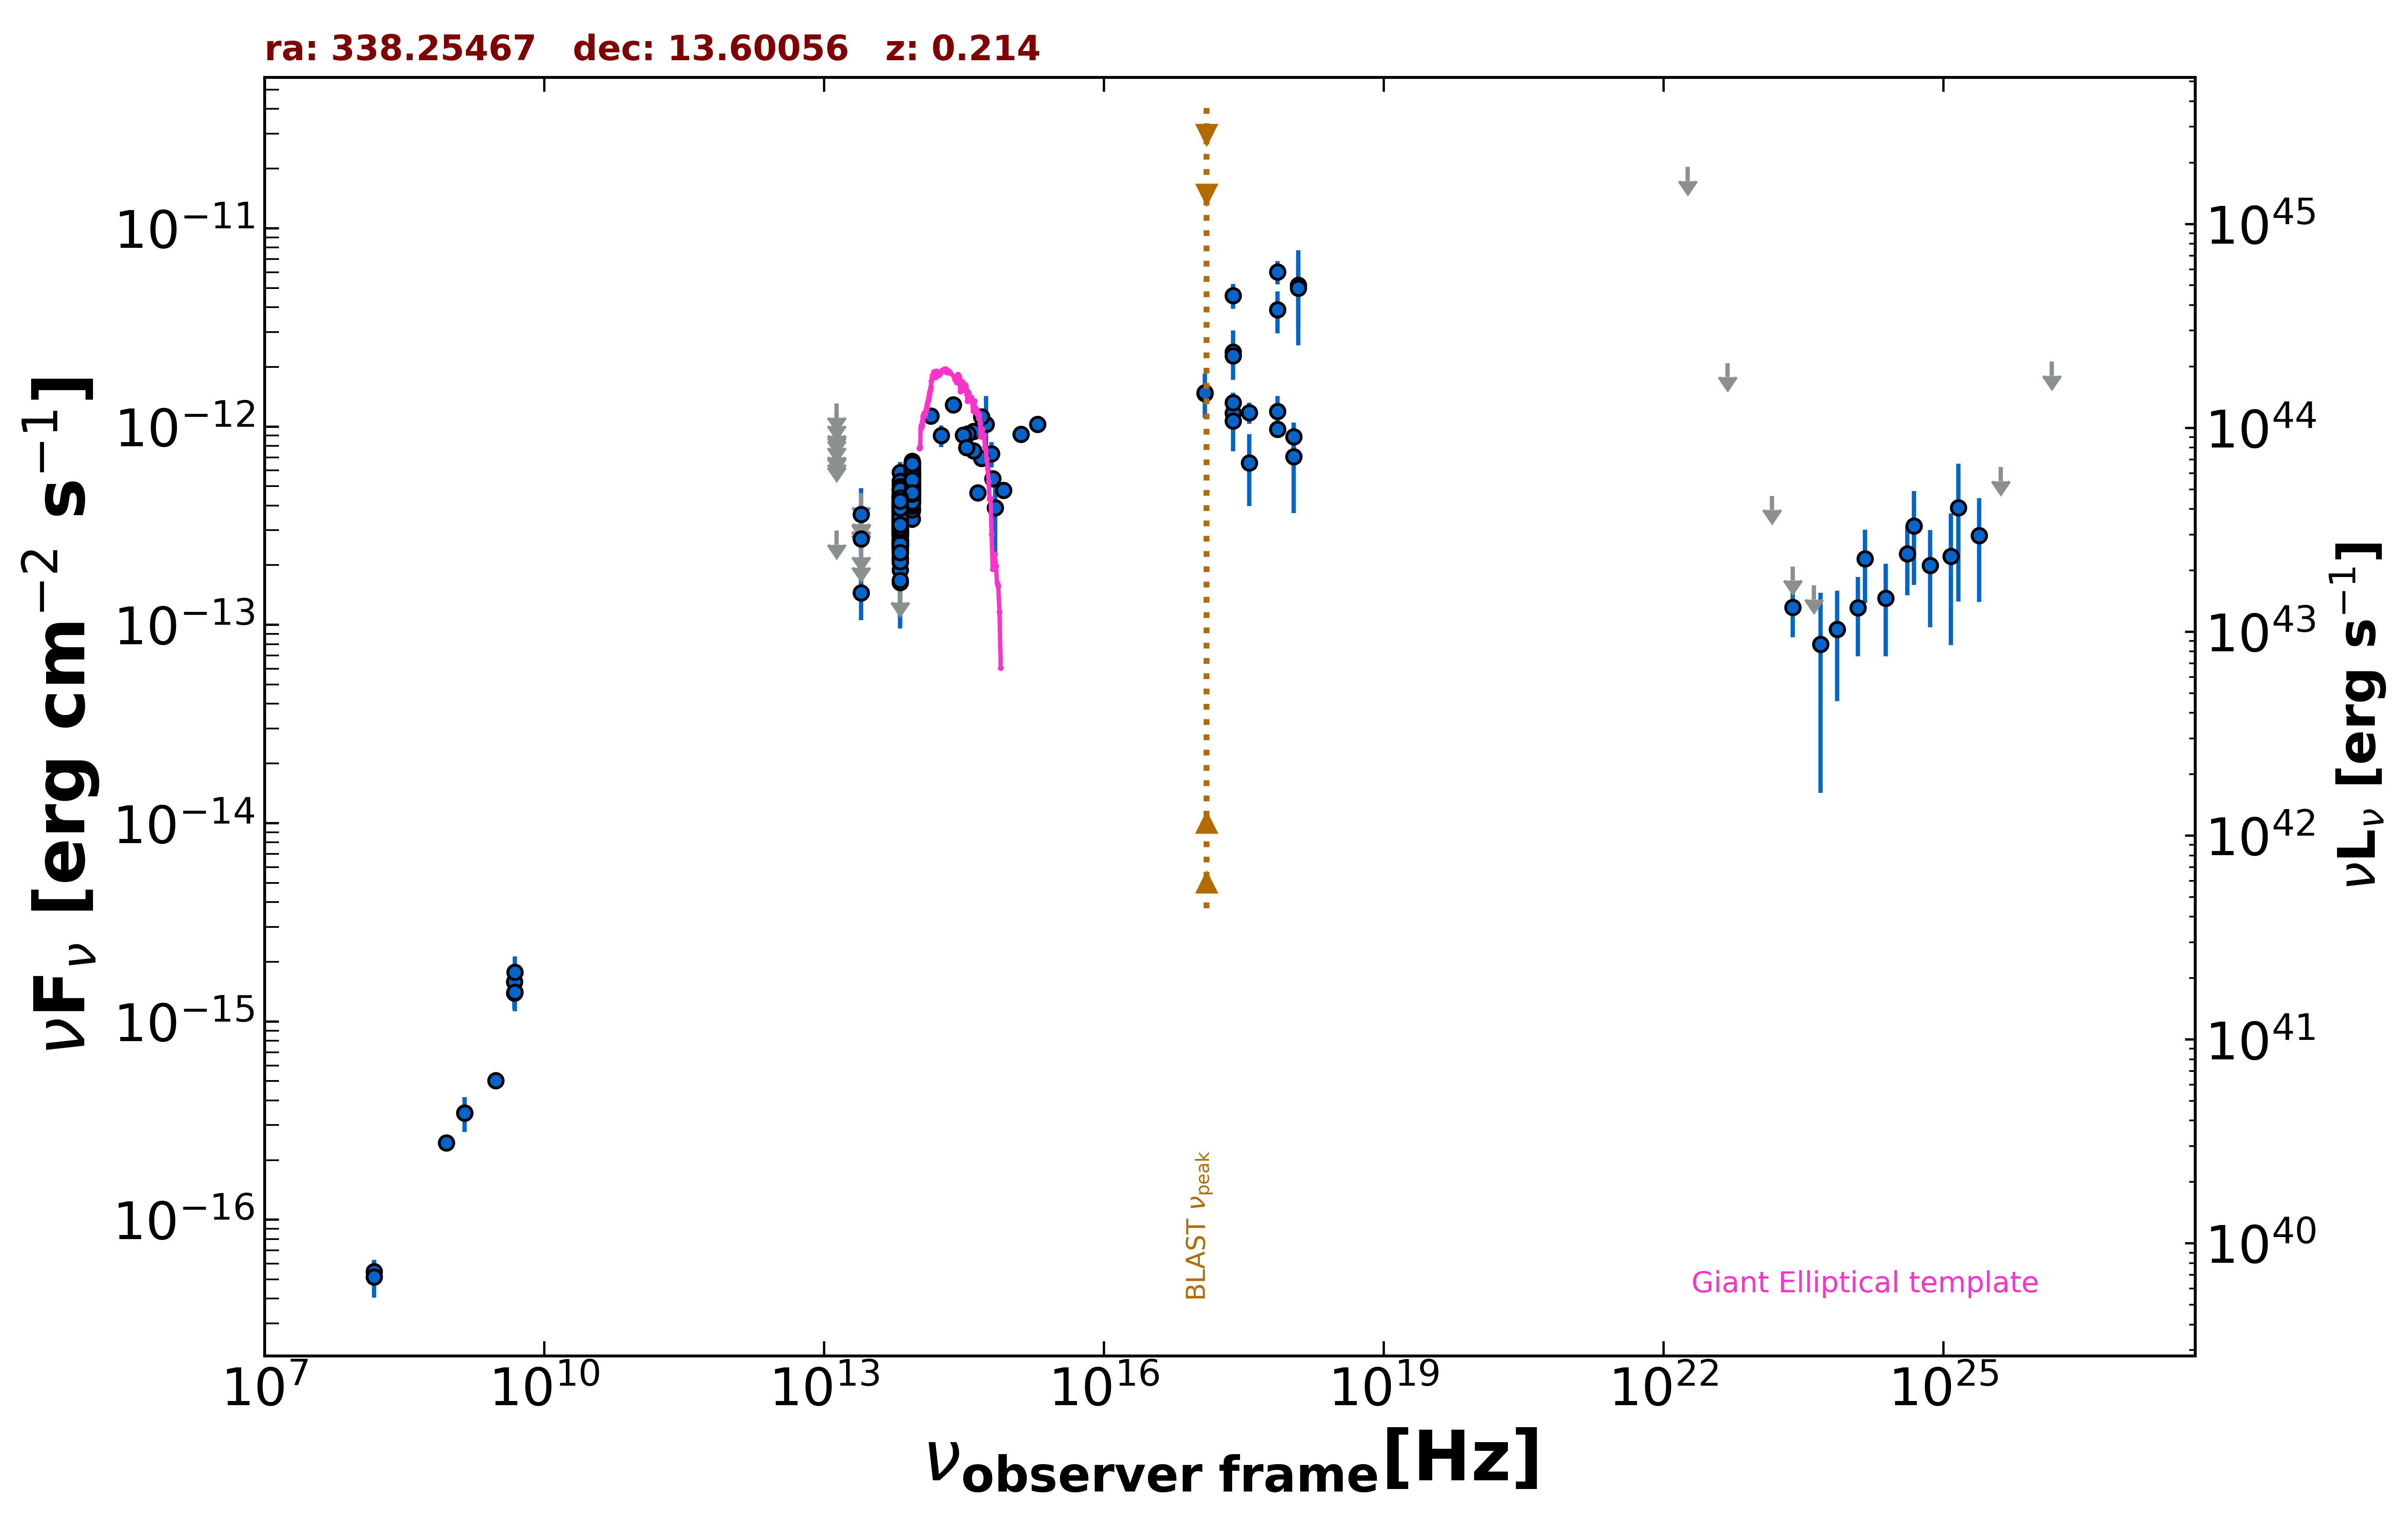 ra: 338.25467 dec: 13.60056 z: 0.214
νFν [erg cm−2 s−1]
10−11
10−12
10−13
10−14
10−15
10−16
1045
1044
1043
1042
1041
1040
νLν [erg s−1]
BLAST νpeak
Giant Elliptical template
107 1010 1013 1016 1019 1022 1025
νobserver frame[Hz]